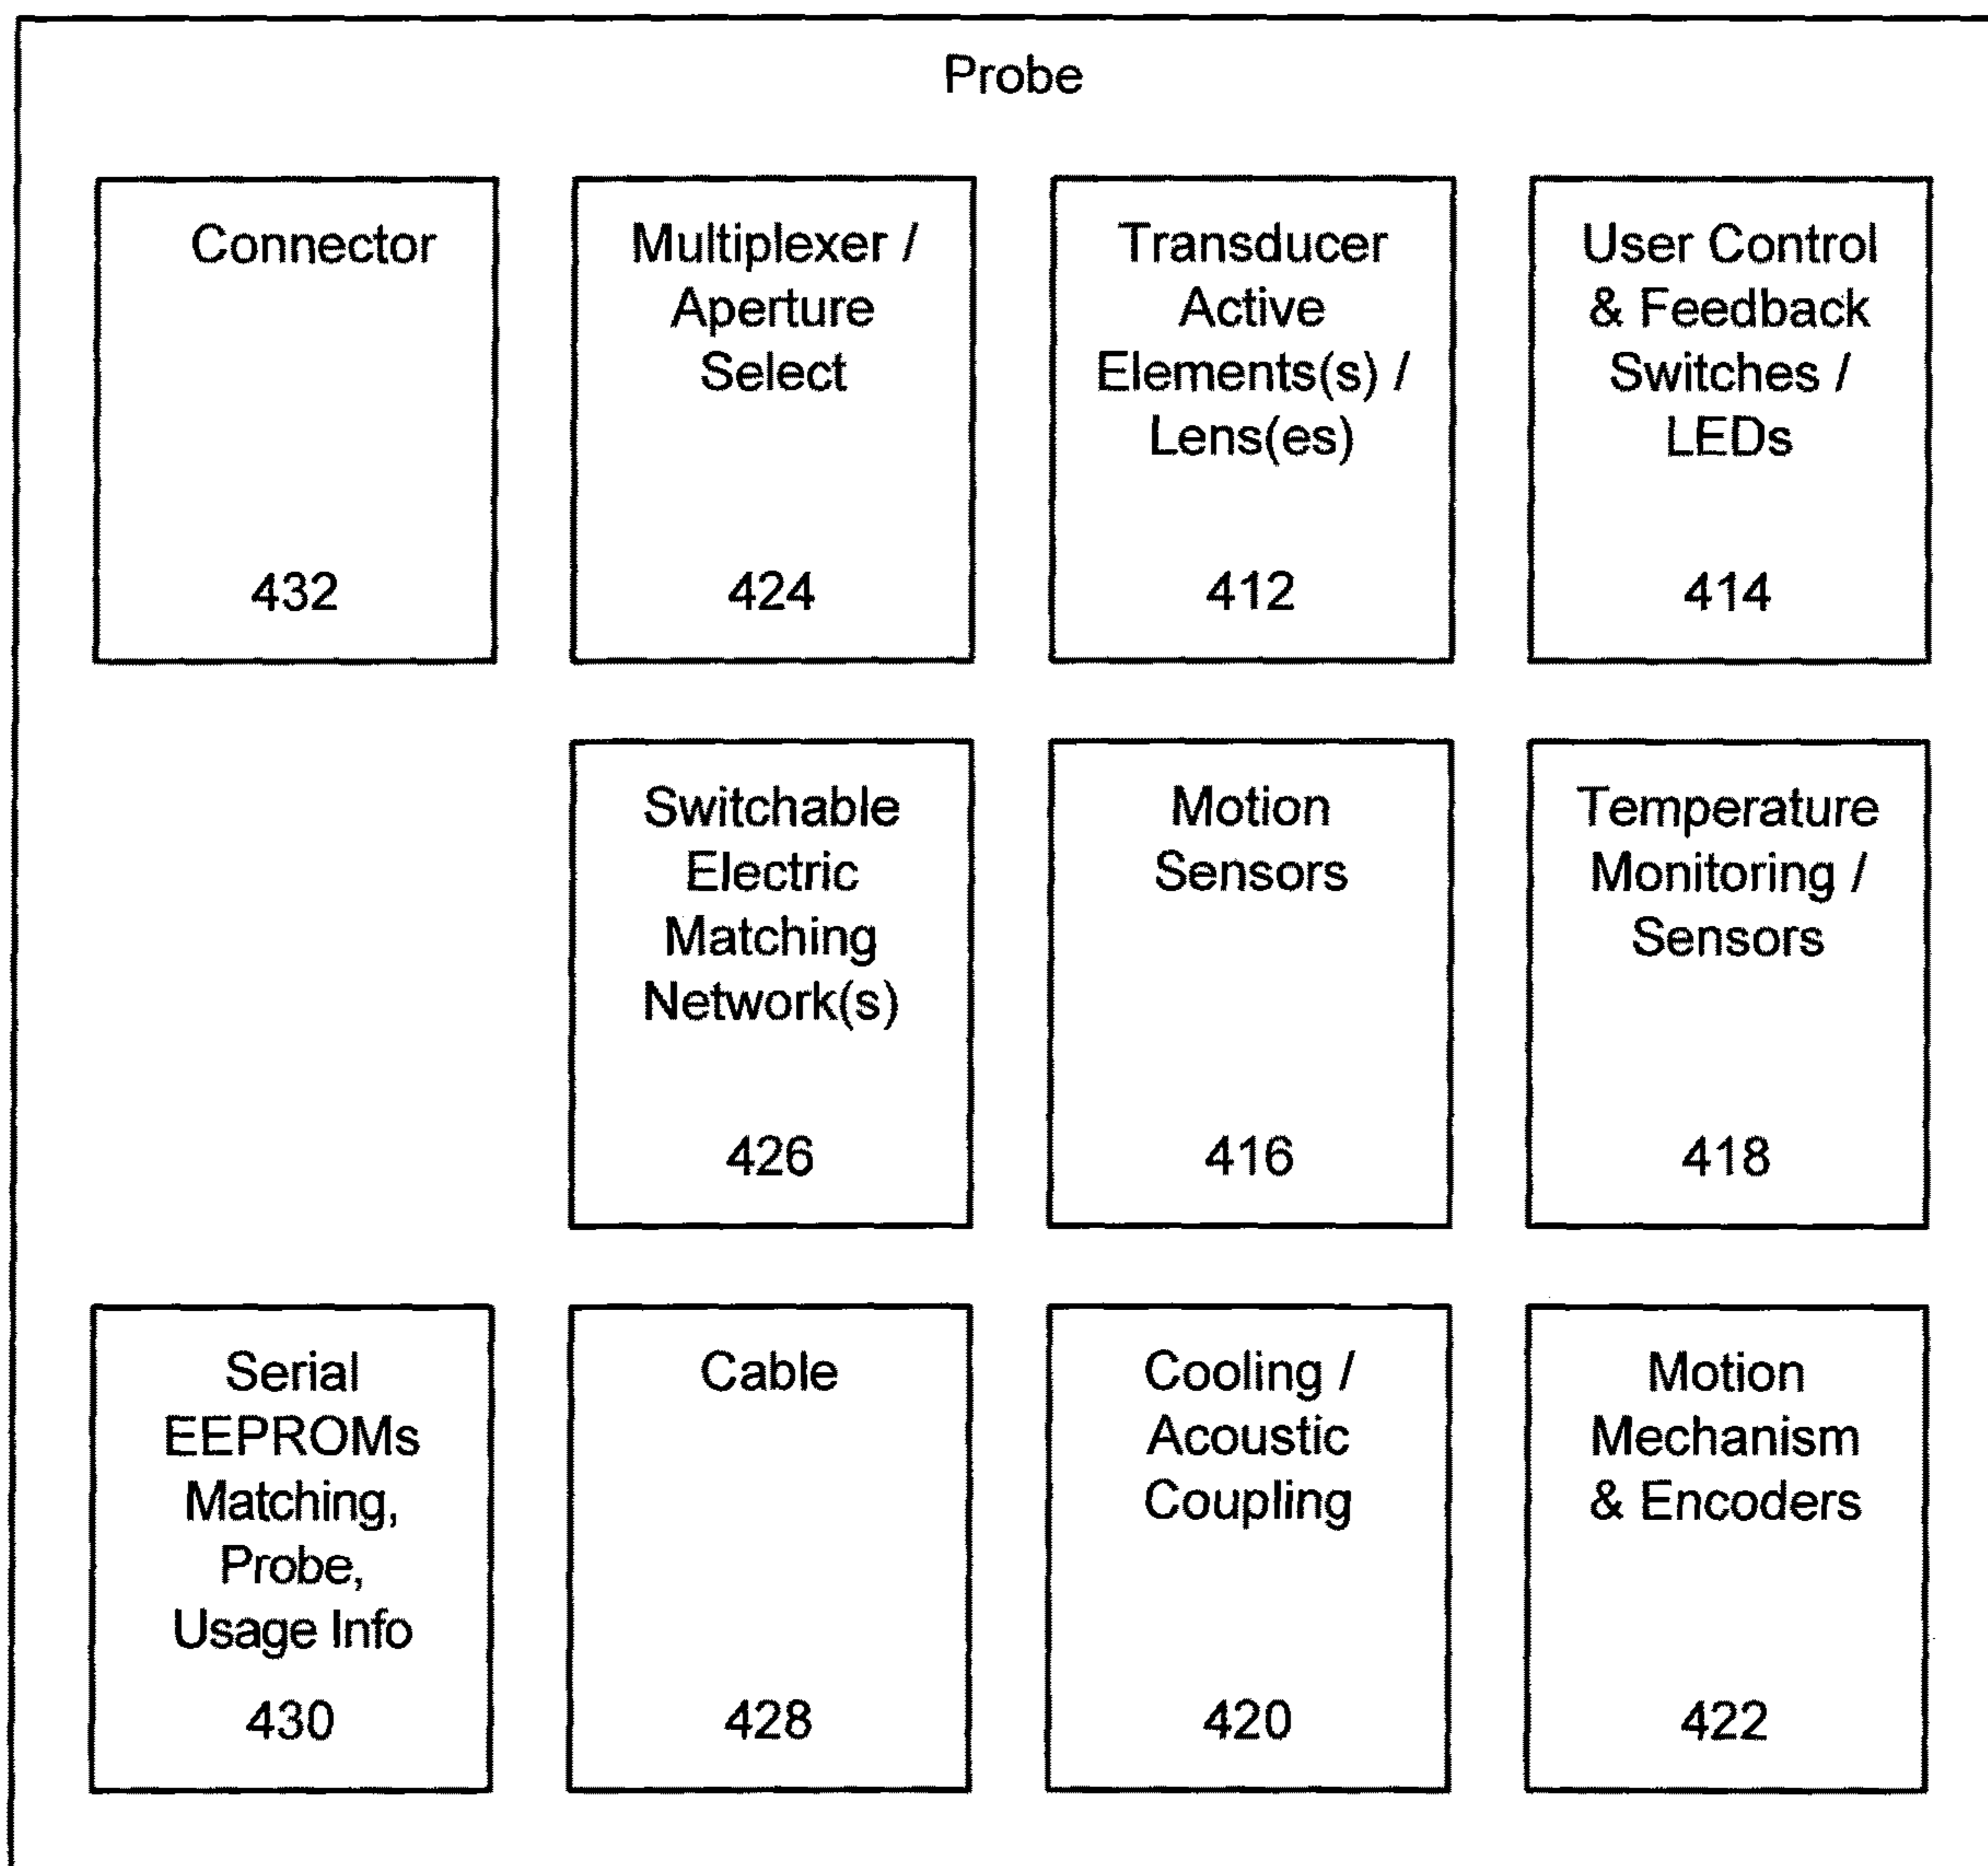 Probe
Connector
432
Multiplexer /
Aperture
Select
424
Transducer
Active
Elements(s) /
Lens(es)
412
User Control
& Feedback
Switches /
LEDs
414
Switchable
Electric
Matching
Network(s)
426
Motion
Sensors
416
Temperature
Monitoring /
Sensors
418
Serial
EEPROMs
Matching,
Probe,
Usage Info
430
Cable
428
Cooling /
Acoustic
Coupling
420
Motion
Mechanism
& Encoders
422